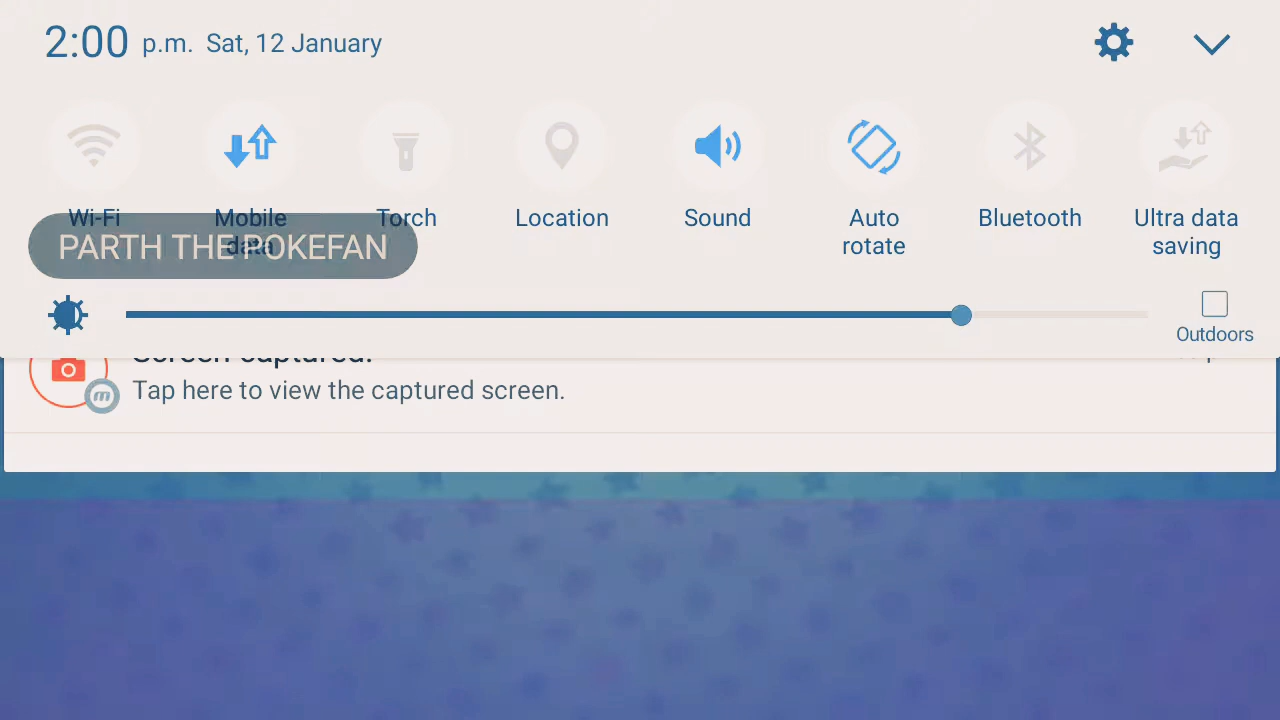 2:00 p.m. Sat, 12 January
Wi-Fi
Mobile data
Torch
Location
Sound
Auto rotate
Bluetooth
Ultra data saving
PARTH THE POKEFAN
Outdoors
Screen captured.
Tap here to view the captured screen.